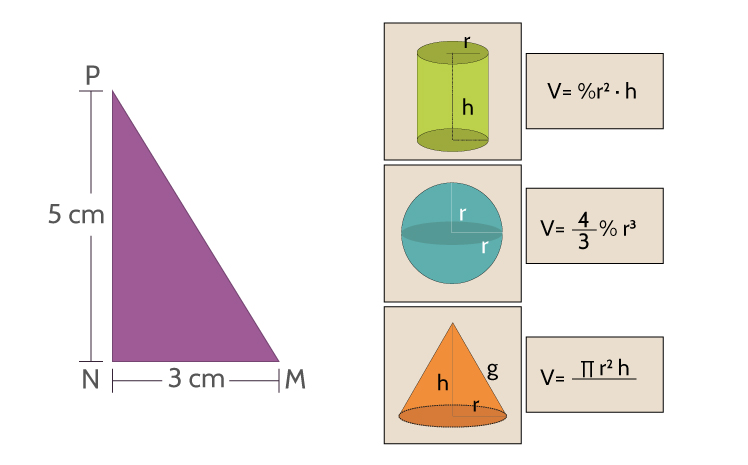 P
5 cm
N
3 cm
M
r
h
V= %r² · h
r
r
V= 4/3 % r³
h
g
r
V= ∏ r² h